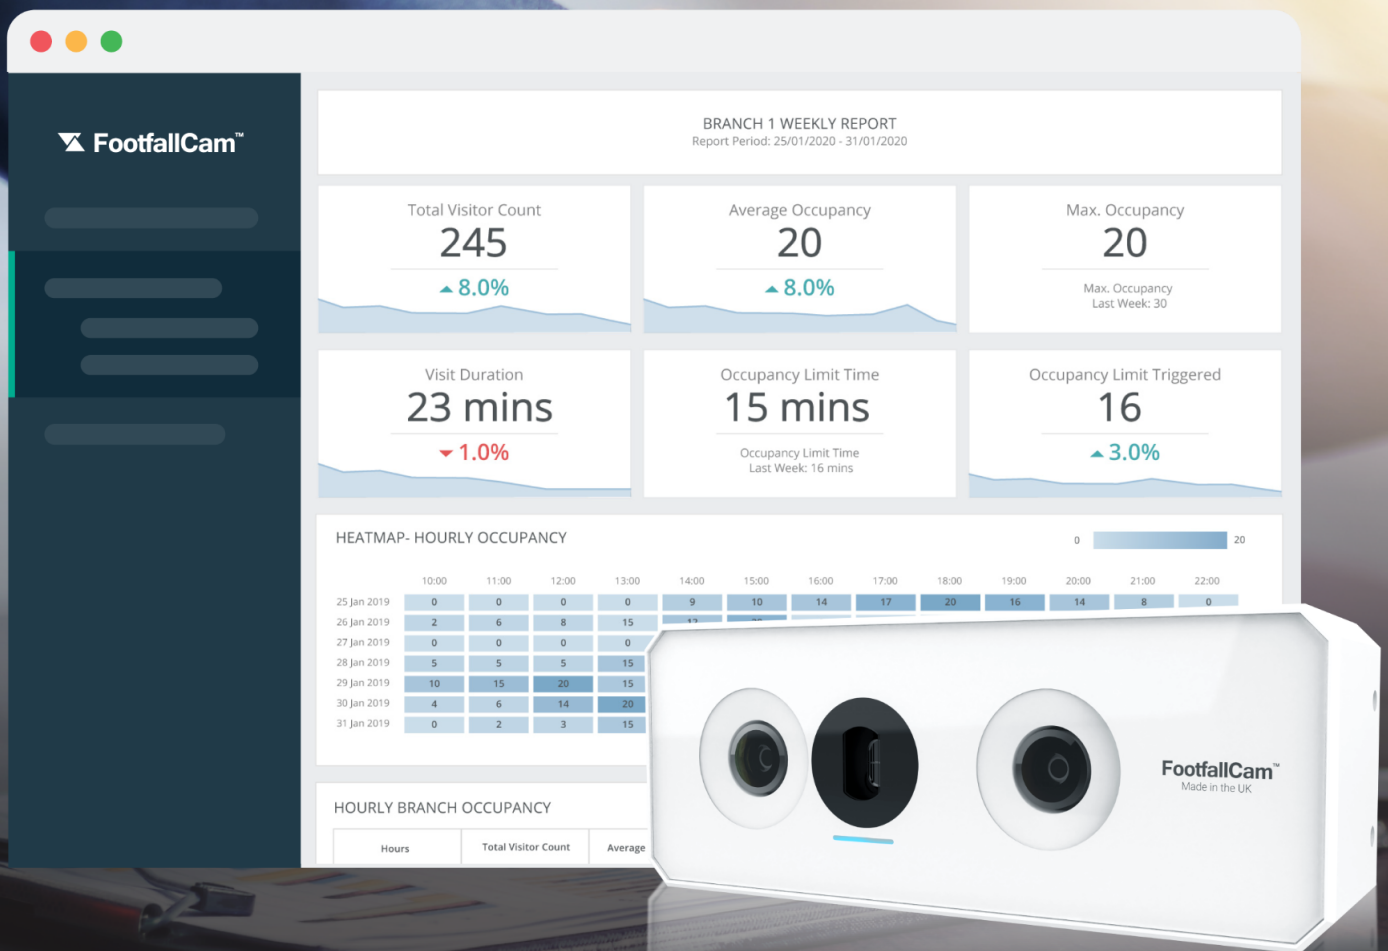 FootfallCam™
BRANCH 1 WEEKLY REPORT
Report Period: 25/01/2020 - 31/01/2020
Total Visitor Count
245
8.0%
Average Occupancy
20
8.0%
Max. Occupancy
20
Max. Occupancy
Last Week: 30
Visit Duration
23 mins
1.0%
Occupancy Limit Time
15 mins
Occupancy Limit Time
Last Week: 16 mins
Occupancy Limit Triggered
16
3.0%
HEATMAP- HOURLY OCCUPANCY
0 20
10:00 11:00 12:00 13:00 14:00 15:00 16:00 17:00 18:00 19:00 20:00 21:00 22:00
25 Jan 2019 0 0 0 0 9 10 14 17 20 16 14 8 0
26 Jan 2019 2 6 8 15
27 Jan 2019 0 0 0 0
28 Jan 2019 5 5 5 15
29 Jan 2019 10 15 20 15
30 Jan 2019 4 6 14 20
31 Jan 2019 0 2 3 15
HOURLY BRANCH OCCUPANCY
Hours Total Visitor Count Average
FootfallCam™
Made in the UK